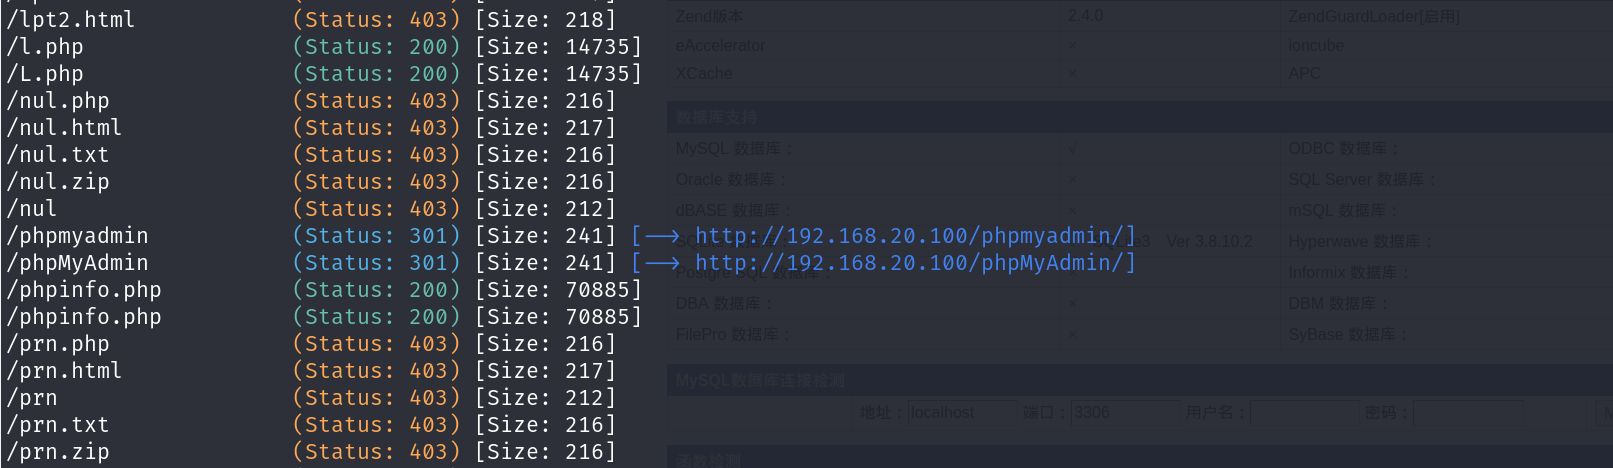 /lpt2.html (Status: 403) [Size: 218]
/l.php (Status: 200) [Size: 14735]
/L.php (Status: 200) [Size: 14735]
/nul.php (Status: 403) [Size: 216]
/nul.html (Status: 403) [Size: 217]
/nul.txt (Status: 403) [Size: 216]
/nul.zip (Status: 403) [Size: 216]
/nul (Status: 403) [Size: 212]
/phpmyadmin (Status: 301) [Size: 241] [--> http://192.168.20.100/phpmyadmin/]
/phpMyAdmin (Status: 301) [Size: 241] [--> http://192.168.20.100/phpMyAdmin/]
/phpinfo.php (Status: 200) [Size: 70885]
/phpinfo.php (Status: 200) [Size: 70885]
/prn.php (Status: 403) [Size: 216]
/prn.html (Status: 403) [Size: 217]
/prn (Status: 403) [Size: 212]
/prn.txt (Status: 403) [Size: 216]
/prn.zip (Status: 403) [Size: 216]
Zend版本 2.4.0 ZendGuardLoader[启用]
eAccelerator × ioncube
XCache × APC
数据库支持
MySQL 数据库： √ ODBC 数据库：
Oracle 数据库： × SQL Server 数据库：
dBASE 数据库： × mSQL 数据库：
Ver 3.8.10.2 Hyperwave 数据库：
Postgre SQL 数据库： Informix 数据库：
DBA 数据库： × DBM 数据库：
FilePro 数据库： × SyBase 数据库：
MySQL数据库连接检测
地址：localhost 端口：3306 用户名： 密码：
函数检测